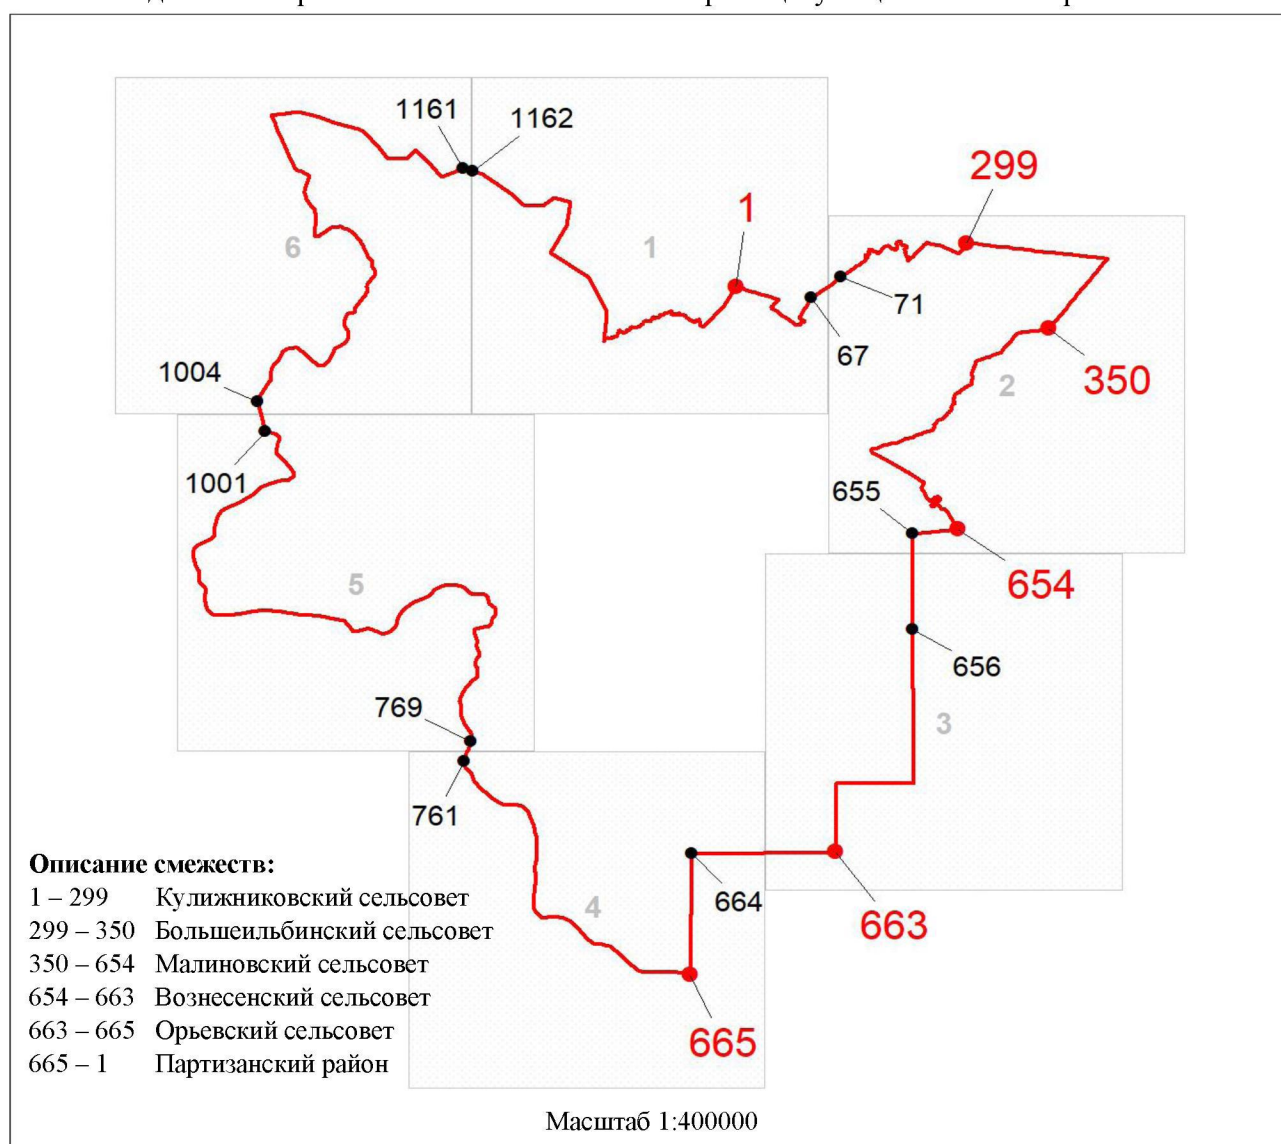 1161
1162
299
1
6
1
71
67
350
2
1004
1001
655
654
5
656
769
3
761
664
4
663
665
Описание смежеств:
1 – 299 Кулижниковский сельсовет
299 – 350 Большеильбинский сельсовет
350 – 654 Малиновский сельсовет
654 – 663 Вознесенский сельсовет
663 – 665 Орьевский сельсовет
665 – 1 Партизанский район
Масштаб 1:400000